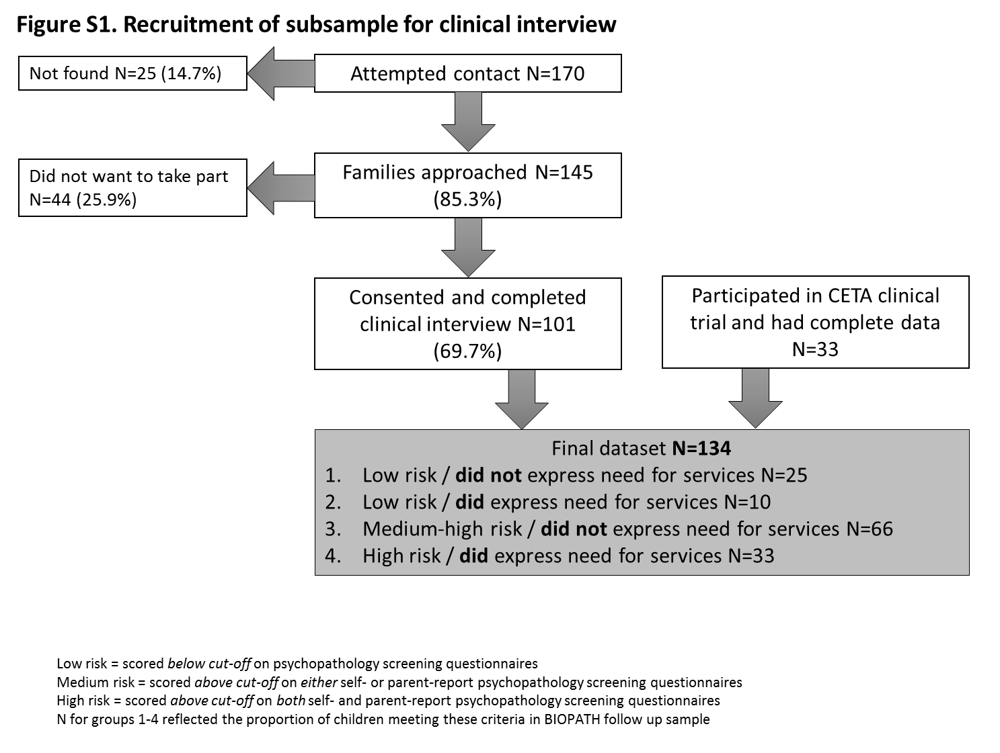 Figure S1. Recruitment of subsample for clinical interview
Not found N=25 (14.7%)
Attempted contact N=170
Did not want to take part
N=44 (25.9%)
Families approached N=145
(85.3%)
Consented and completed
clinical interview N=101
(69.7%)
Participated in CETA clinical
trial and had complete data
N=33
Final dataset N=134
1. Low risk / did not express need for services N=25
2. Low risk / did express need for services N=10
3. Medium-high risk / did not express need for services N=66
4. High risk / did express need for services N=33
Low risk = scored below cut-off on psychopathology screening questionnaires
Medium risk = scored above cut-off on either self- or parent-report psychopathology screening questionnaires
High risk = scored above cut-off on both self- and parent-report psychopathology screening questionnaires
N for groups 1-4 reflected the proportion of children meeting these criteria in BIOPATH follow up sample